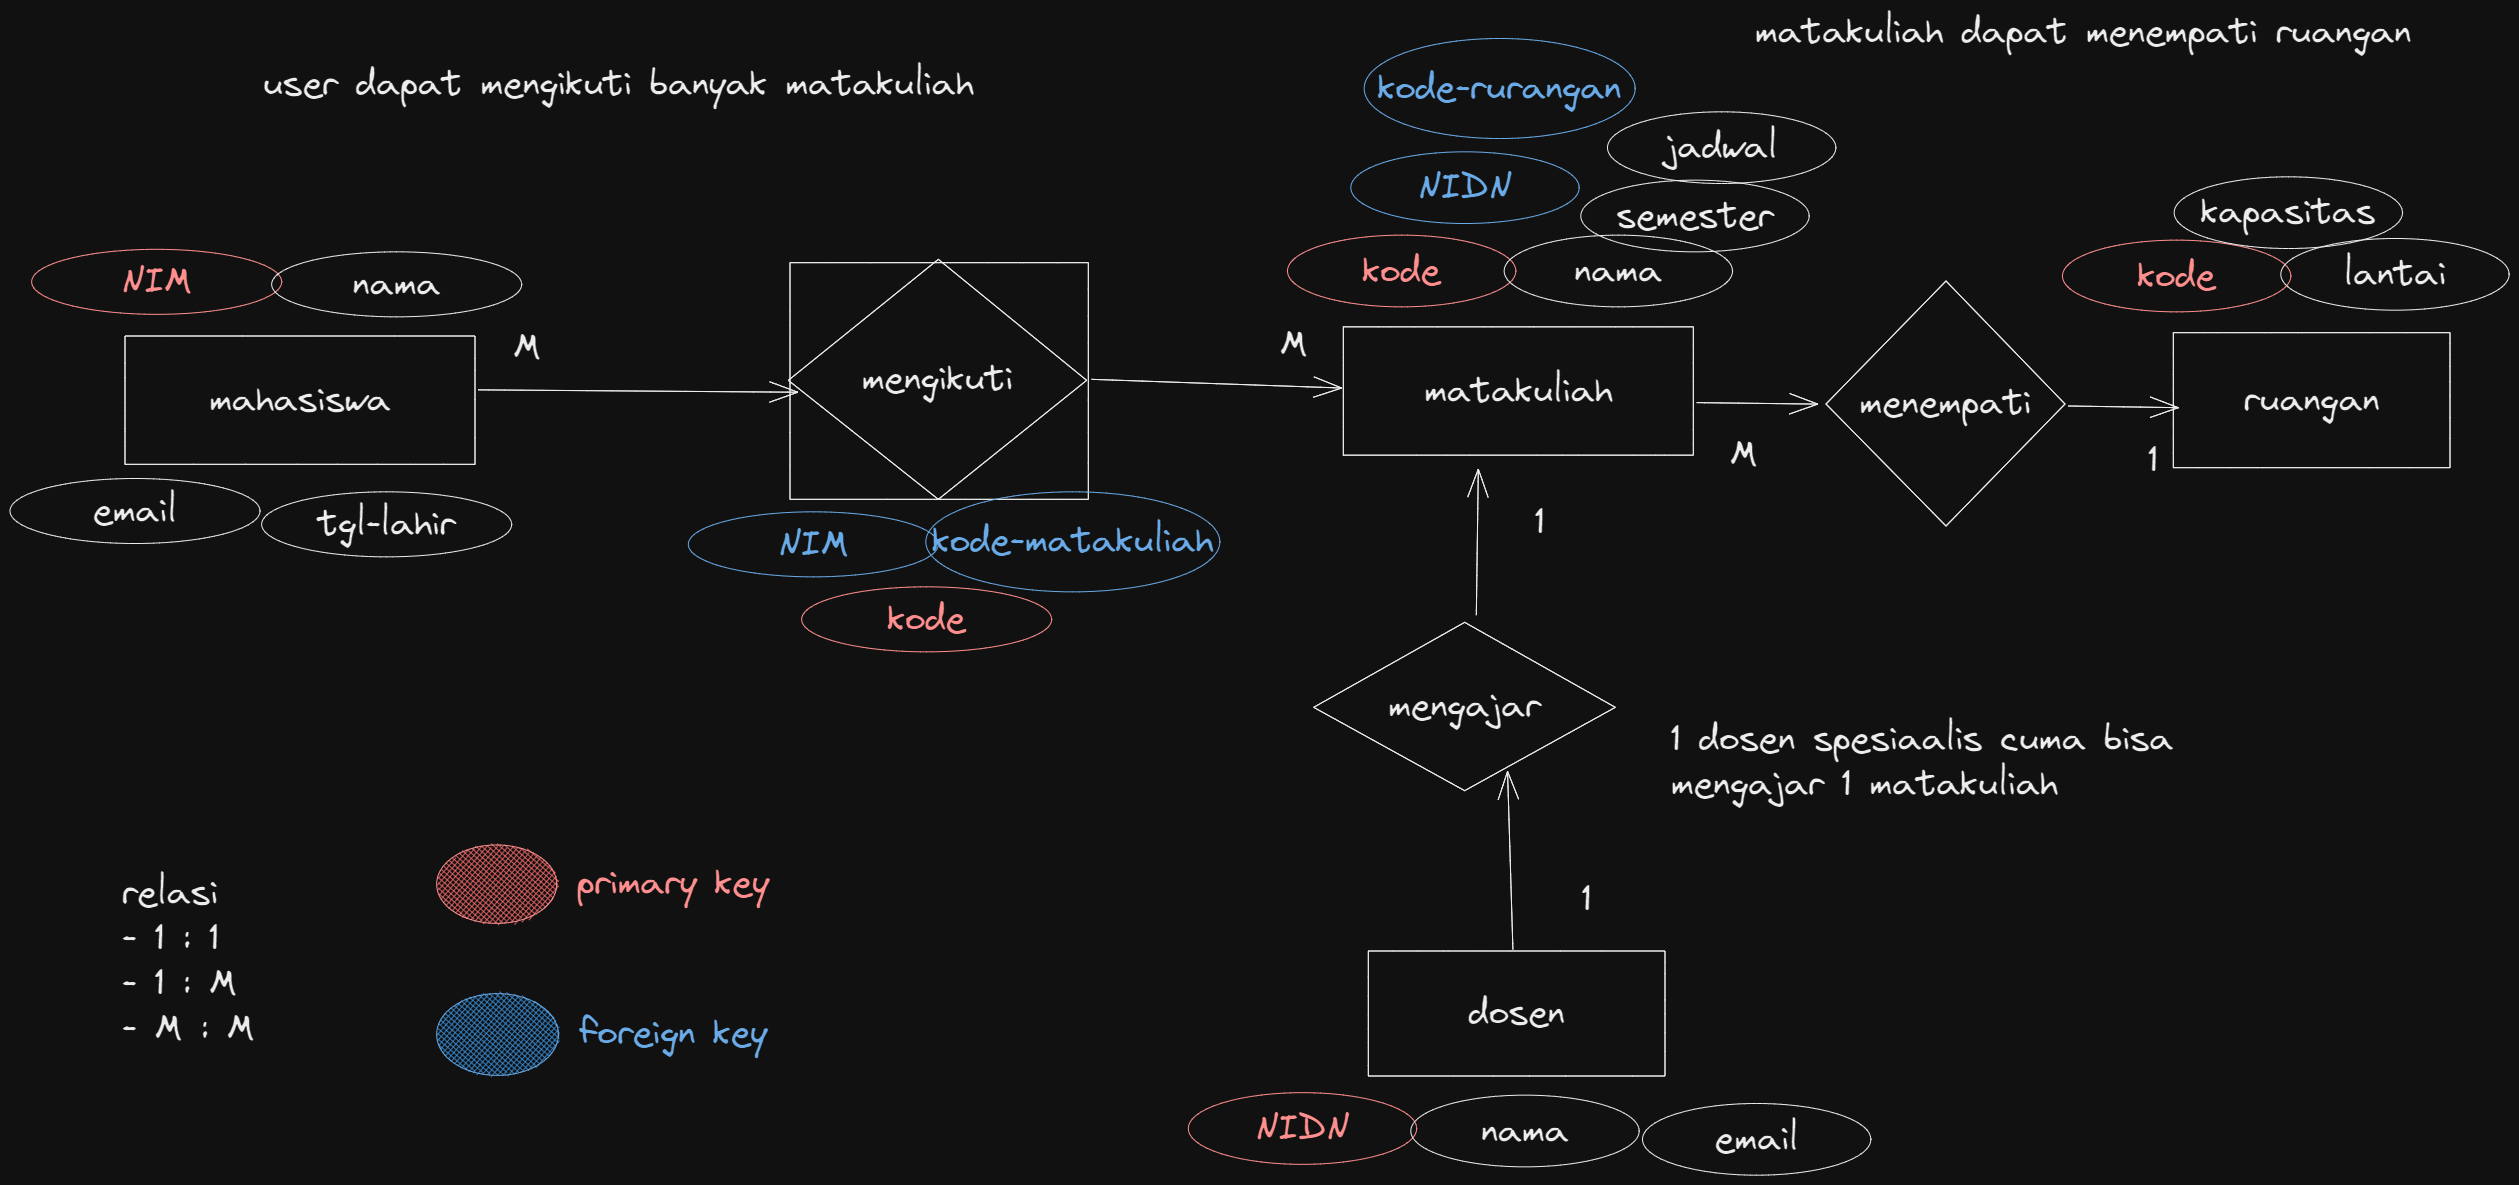 matakuliah dapat menempati ruangan
user dapat mengikuti banyak matakuliah
kode-rurangan
jadwal
NIDN
semester
kapasitas
kode
nama
kode
lantai
NIM
nama
M
M
mahasiswa
mengikuti
matakuliah
menempati
ruangan
M
1
email
tgl-lahir
1
NIM
kode-matakuliah
kode
mengajar
1 dosen spesiaalis cuma bisa
mengajar 1 matakuliah
relasi
- 1 : 1
- 1 : M
- M : M
primary key
foreign key
1
dosen
NIDN
nama
email